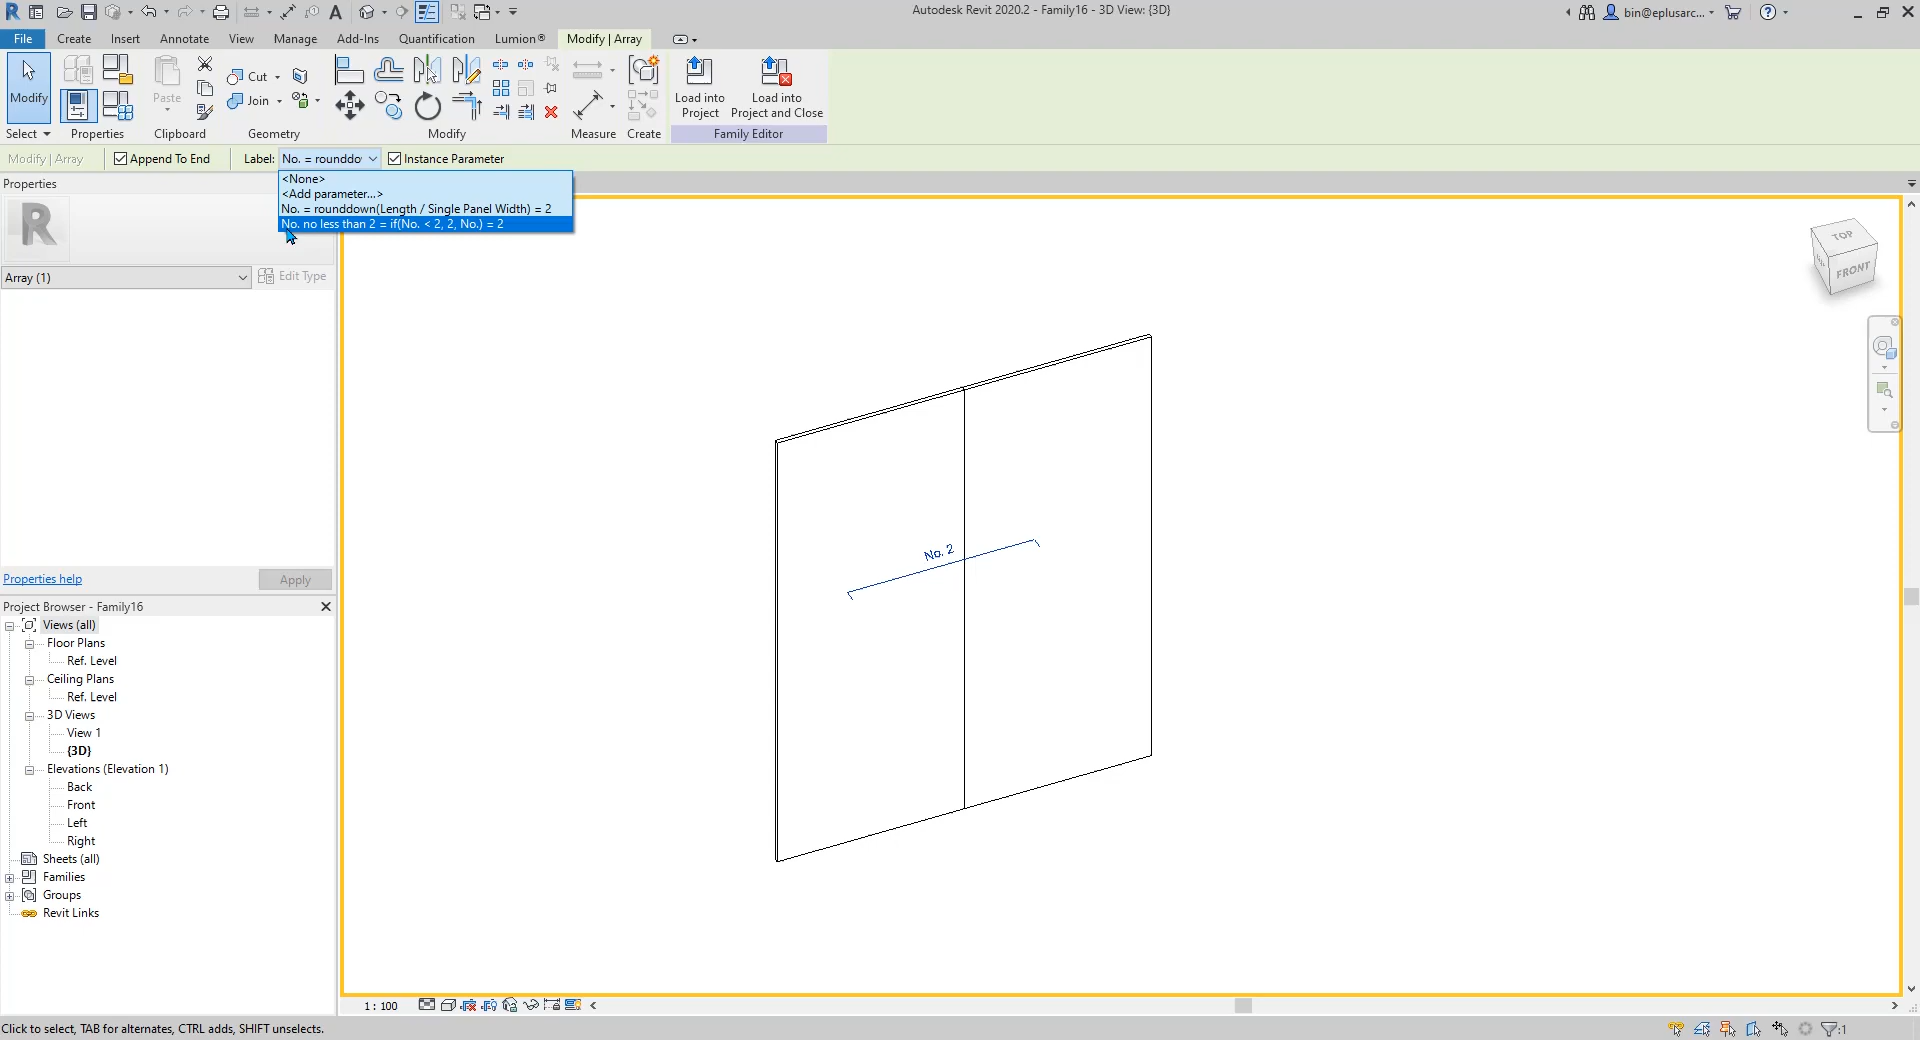 Autodesk Revit 2020.2 - Family16 - 3D View: {3D}
bin@eplusarc...
File Create Insert Annotate View Manage Add-Ins Quantification Lumion® Modify | Array
Modify
Paste
Cut
Join
Load into
Project
Load into
Project and Close
Select Properties Clipboard Geometry Modify Measure Create Family Editor
Modify | Array Append To End Label: No. = rounddo Instance Parameter
<None>
<Add parameter...>
No. = rounddown(Length / Single Panel Width) = 2
No. no less than 2 = if(No. < 2, 2, No.) = 2
Properties
R
Array (1)
Edit Type
TOP
FRONT
No. 2
Properties help
Apply
Project Browser - Family16
Views (all)
Floor Plans
Ref. Level
Ceiling Plans
Ref. Level
3D Views
View 1
{3D}
Elevations (Elevation 1)
Back
Front
Left
Right
Sheets (all)
Families
Groups
Revit Links
1 : 100
Click to select, TAB for alternates, CTRL adds, SHIFT unselects.
:1